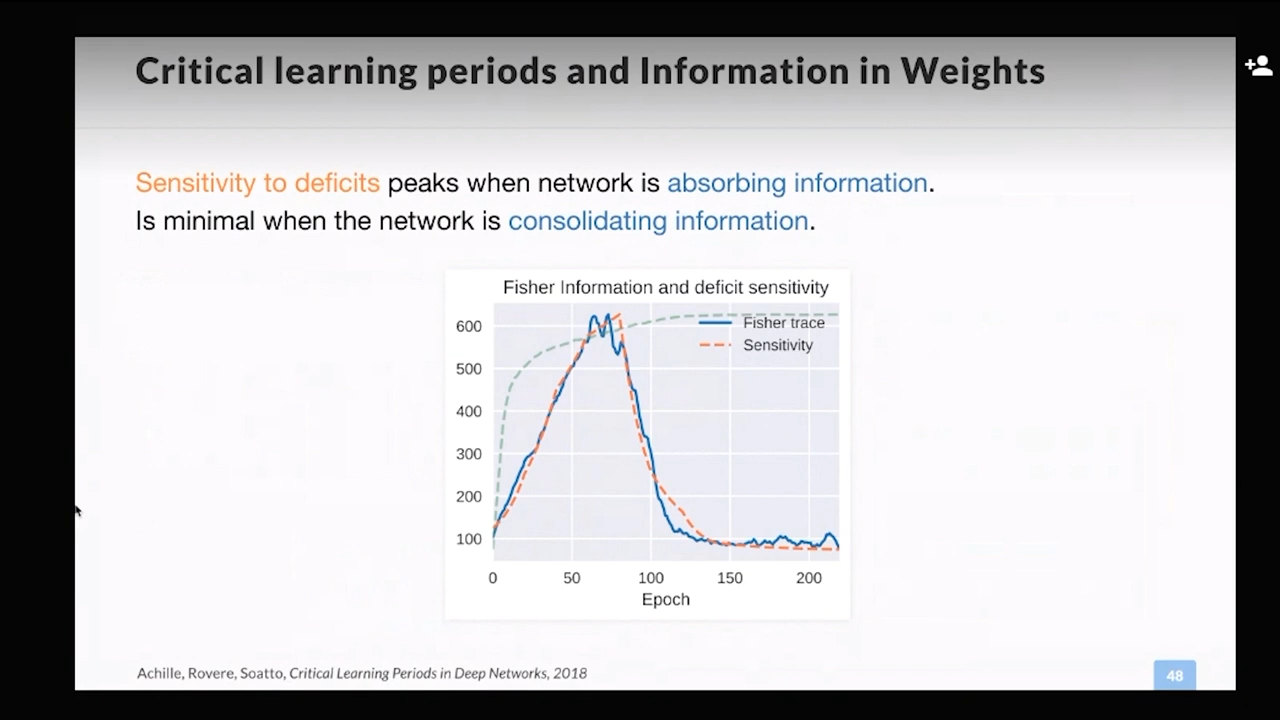 Critical learning periods and Information in Weights
Sensitivity to deficits peaks when network is absorbing information.
Is minimal when the network is consolidating information.
Fisher Information and deficit sensitivity
Fisher trace
Sensitivity
600
500
400
300
200
100
0 50 100 150 200
Epoch
Achille, Rovere, Soatto, Critical Learning Periods in Deep Networks, 2018
48